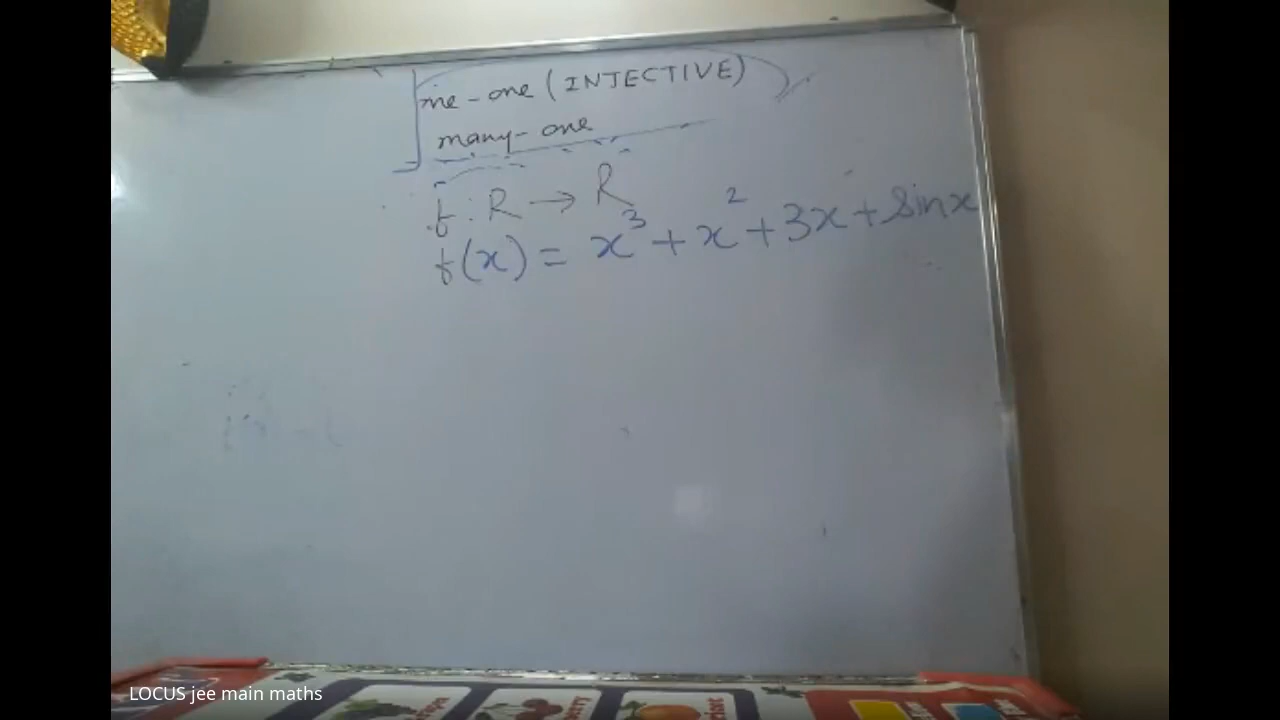 one-one (INJECTIVE)
many-one
f : R → R
f(x) = x³ + x² + 3x + sinx
LOCUS jee main maths